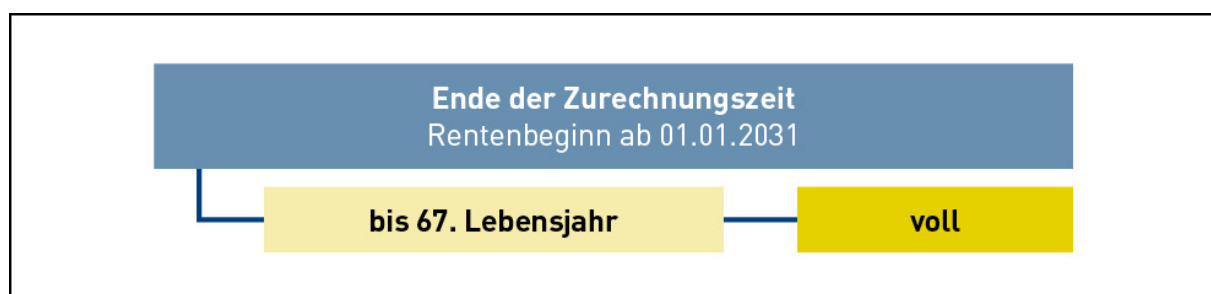 Ende der Zurechnungszeit
Rentenbeginn ab 01.01.2031
bis 67. Lebensjahr
voll